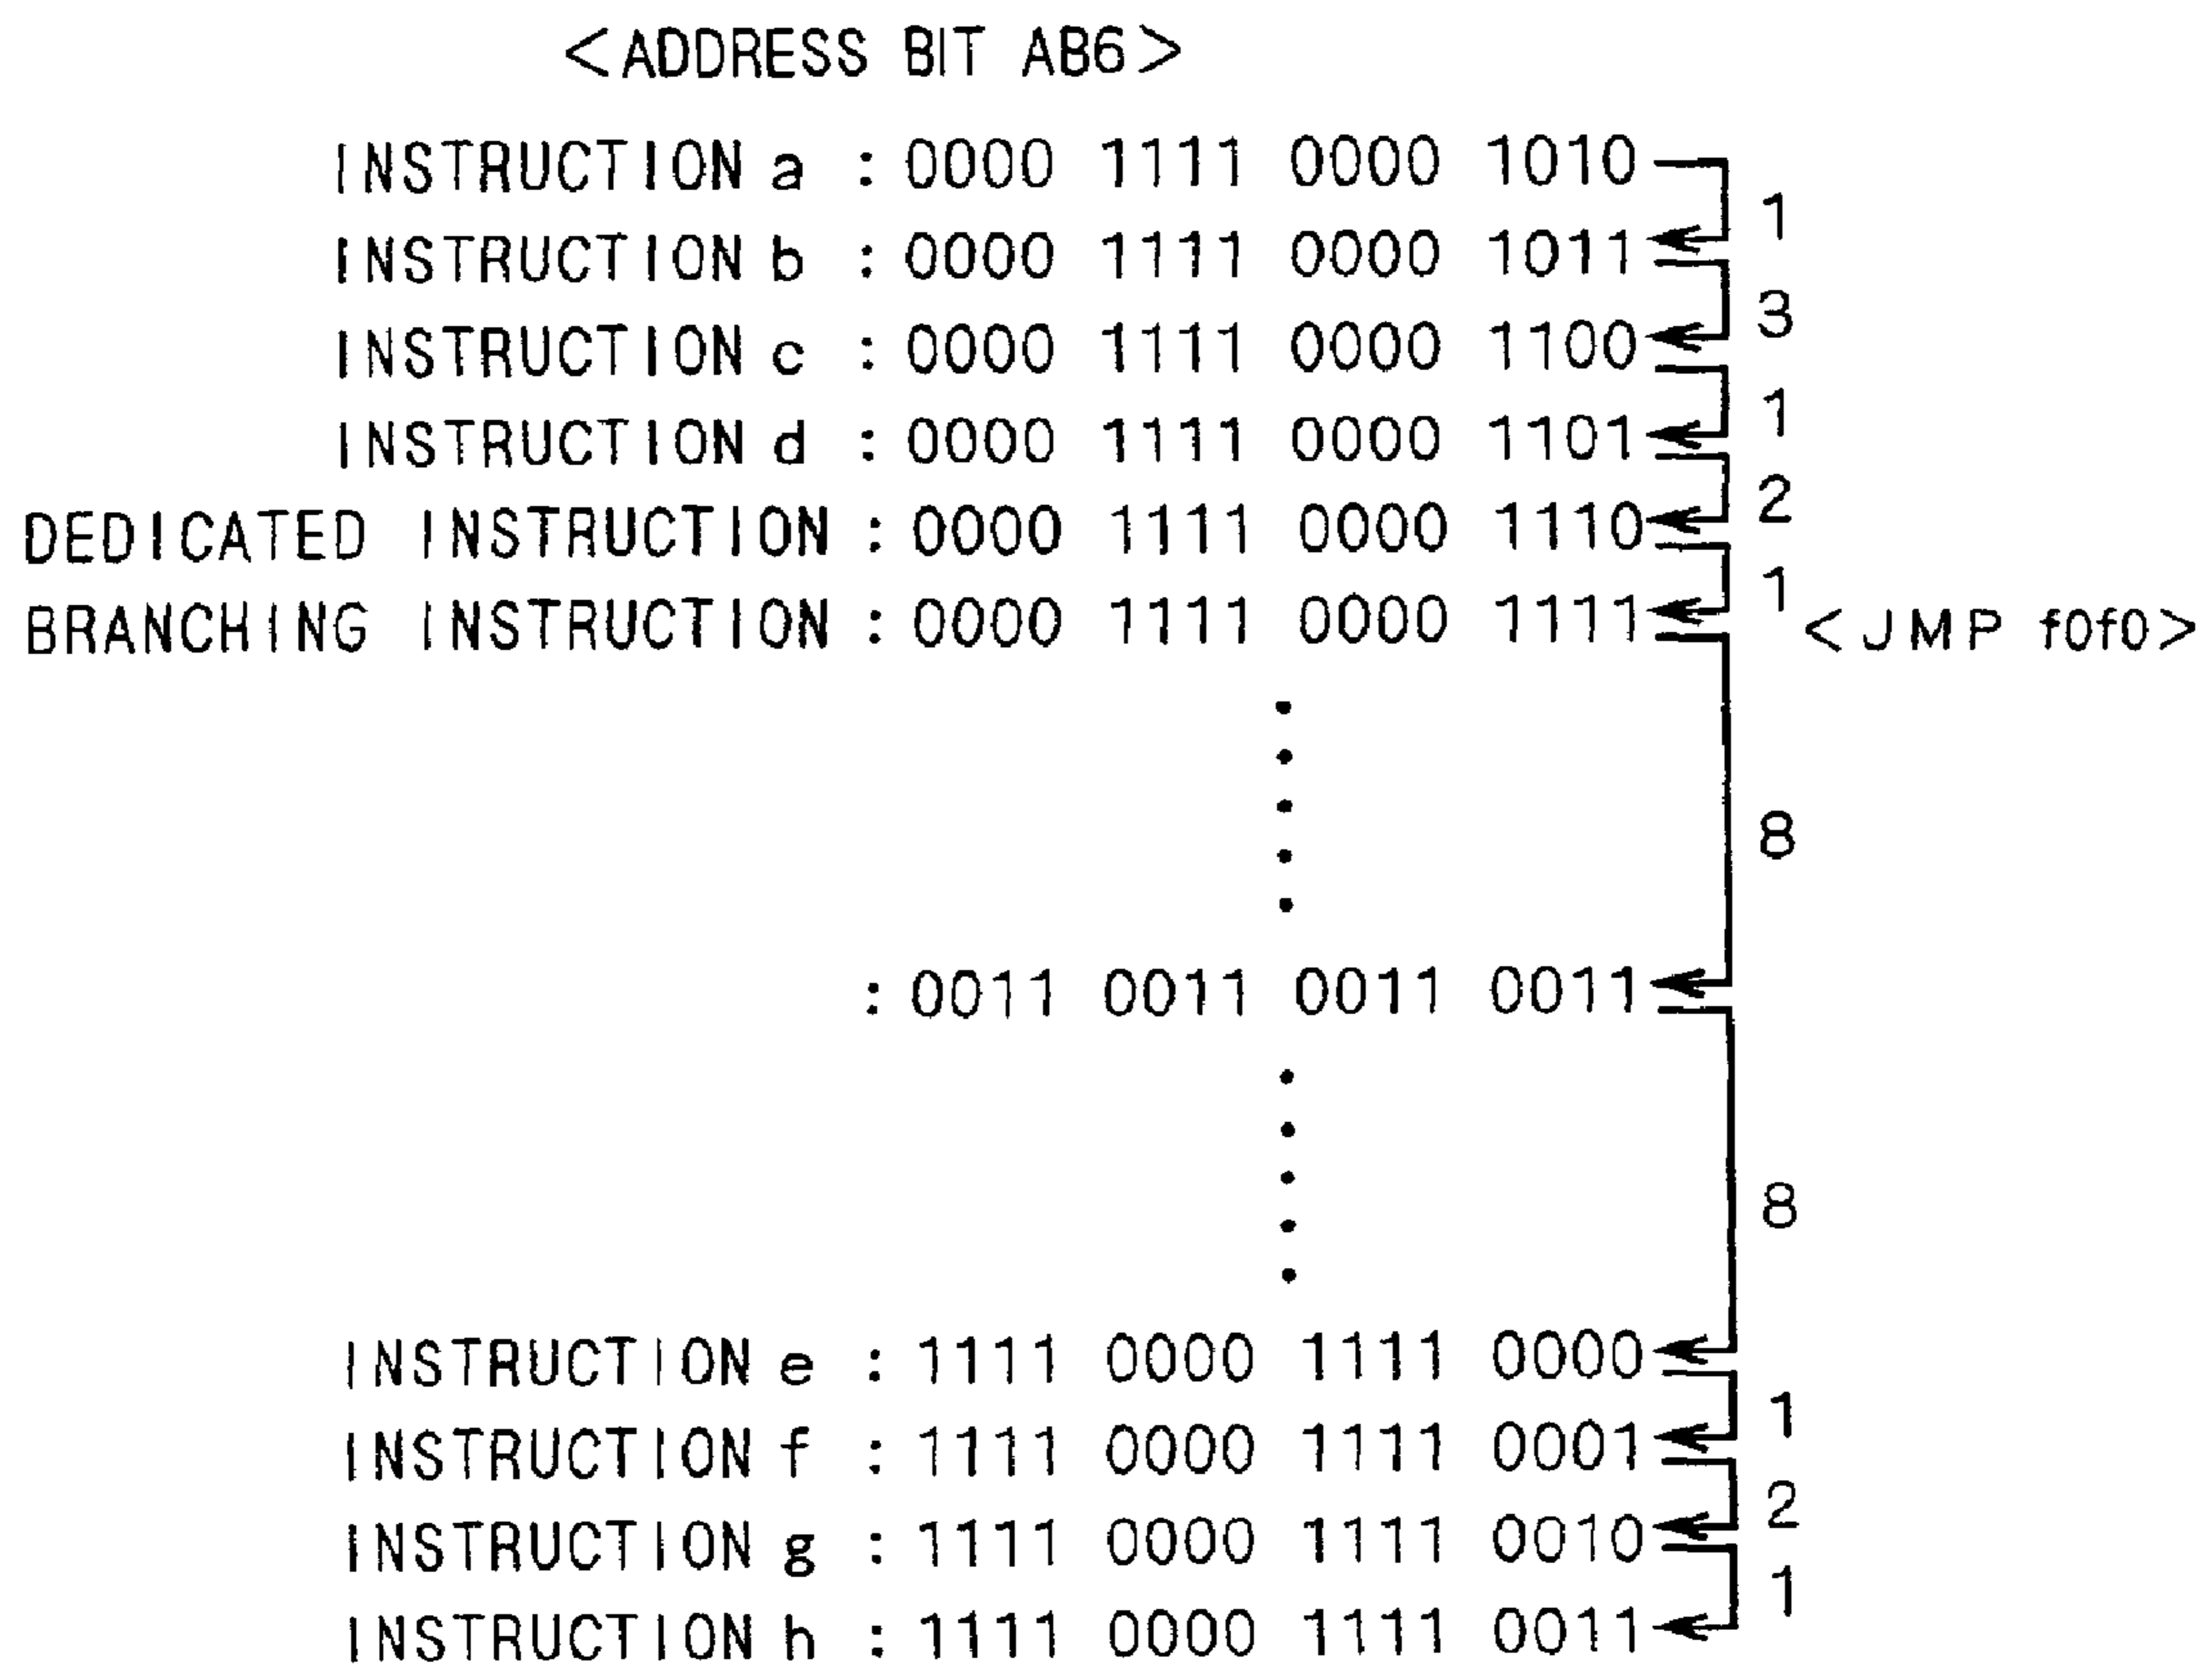 <ADDRESS BIT AB6>
INSTRUCTION a : 0000 1111 0000 1010
1
INSTRUCTION b : 0000 1111 0000 1011
3
INSTRUCTION c : 0000 1111 0000 1100
1
INSTRUCTION d : 0000 1111 0000 1101
2
DEDICATED INSTRUCTION : 0000 1111 0000 1110
1
BRANCHING INSTRUCTION : 0000 1111 0000 1111 <JMP f0f0>
8
: 0011 0011 0011 0011
8
INSTRUCTION e : 1111 0000 1111 0000
1
INSTRUCTION f : 1111 0000 1111 0001
2
INSTRUCTION g : 1111 0000 1111 0010
1
INSTRUCTION h : 1111 0000 1111 0011